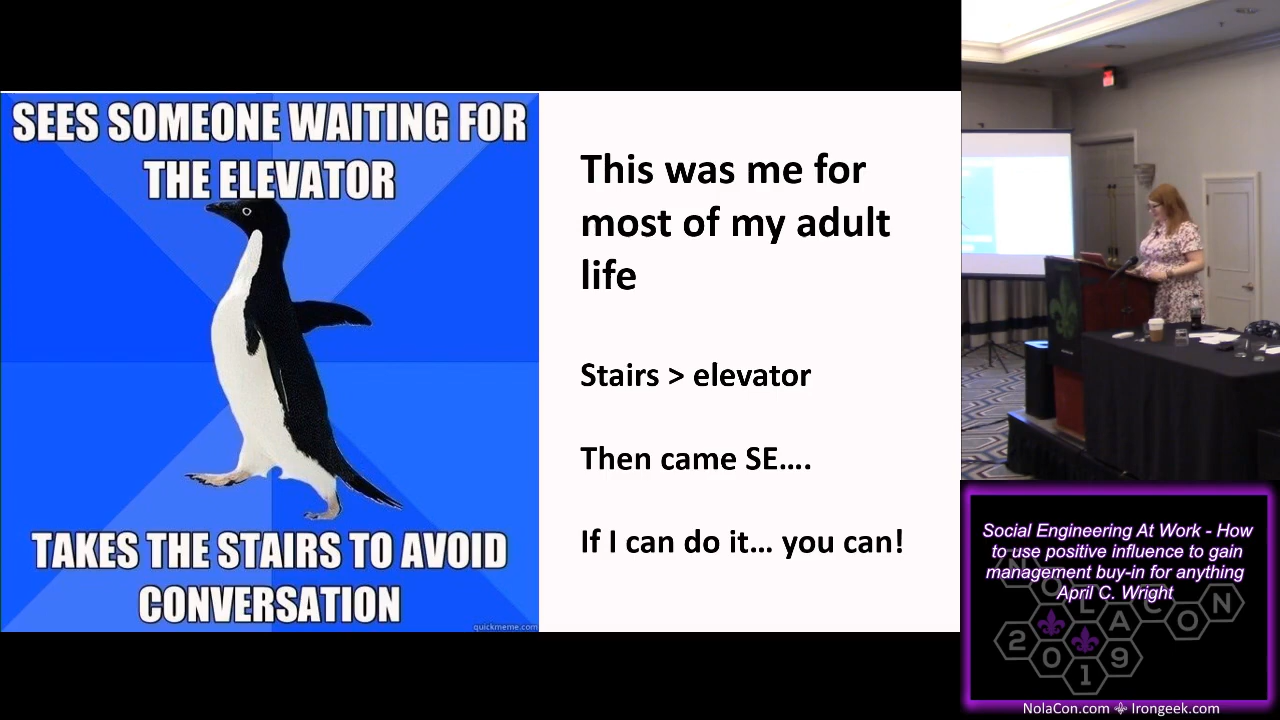 SEES SOMEONE WAITING FOR
THE ELEVATOR
TAKES THE STAIRS TO AVOID
CONVERSATION
quickmeme.com
This was me for
most of my adult
life
Stairs > elevator
Then came SE....
If I can do it... you can!
Social Engineering At Work - How
to use positive influence to gain
management buy-in for anything
April C. Wright
NOLACON
2019
NolaCon.com Irongeek.com